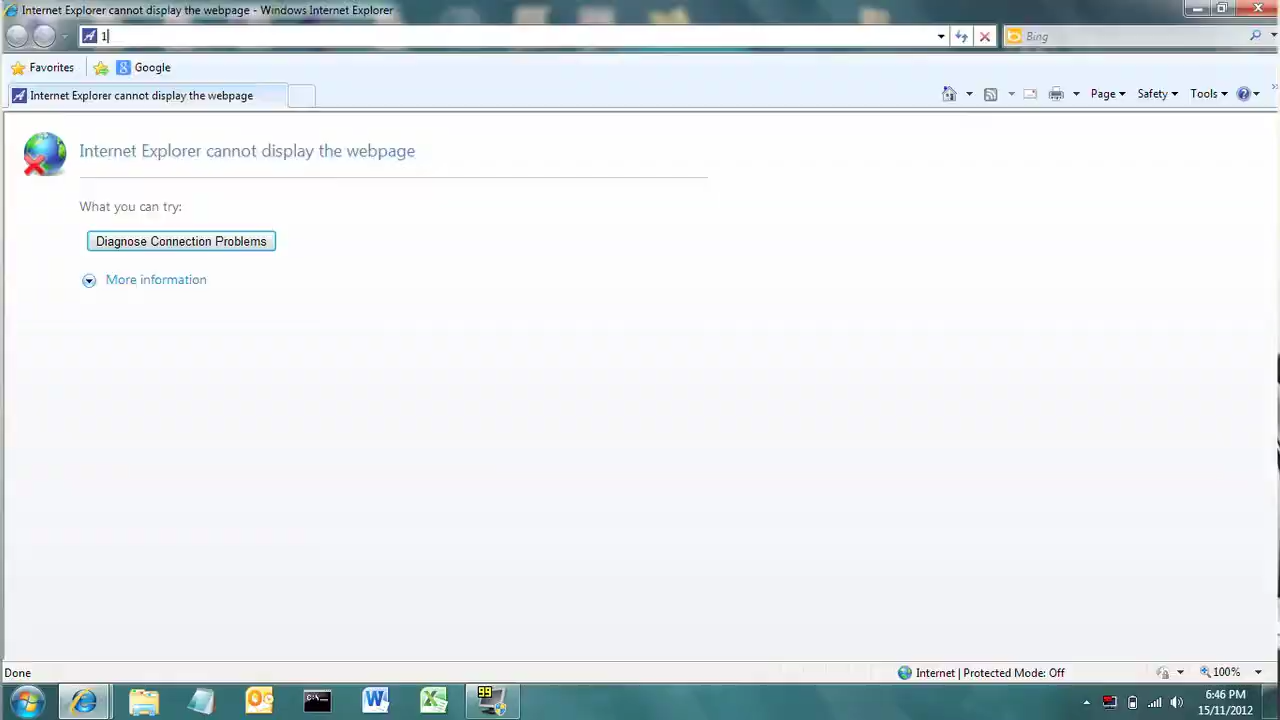 Internet Explorer cannot display the webpage - Windows Internet Explorer
1
Bing
Favorites
Google
Internet Explorer cannot display the webpage
Page
Safety
Tools
Internet Explorer cannot display the webpage
What you can try:
Diagnose Connection Problems
More information
Done
Internet | Protected Mode: Off
100%
99
6:46 PM
15/11/2012